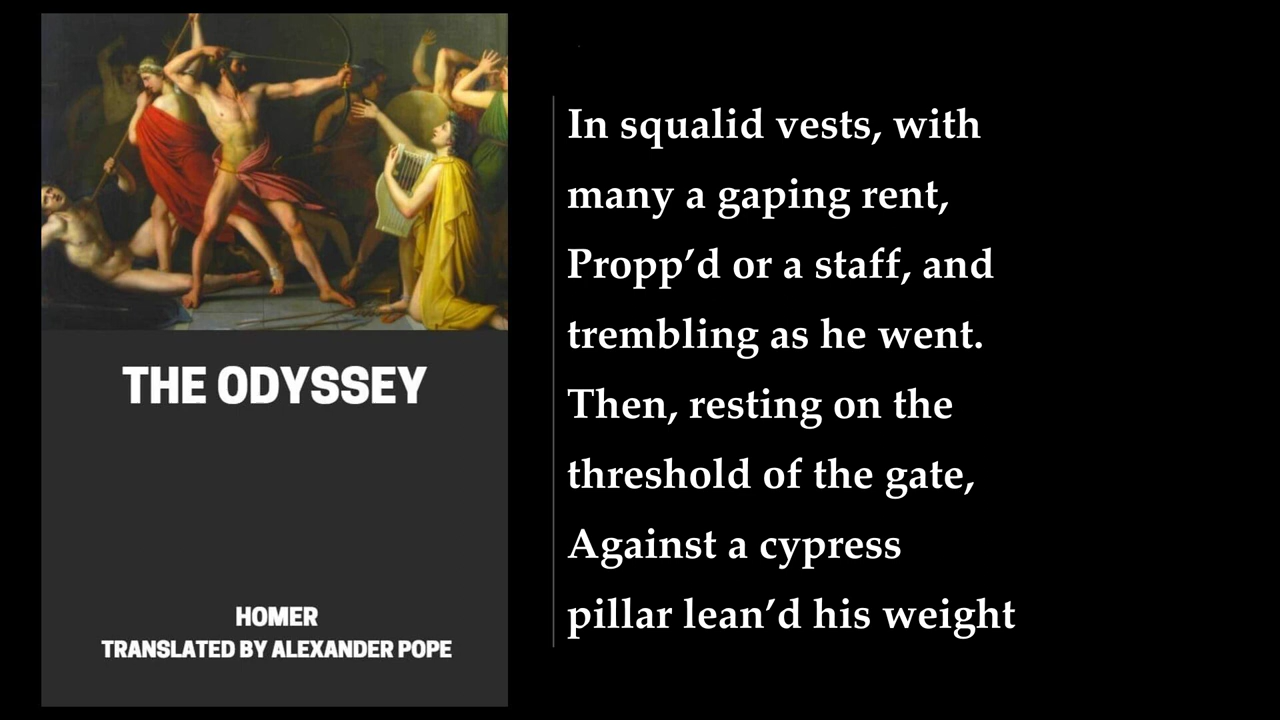 THE ODYSSEY
HOMER
TRANSLATED BY ALEXANDER POPE
In squalid vests, with
many a gaping rent,
Propp’d or a staff, and
trembling as he went.
Then, resting on the
threshold of the gate,
Against a cypress
pillar lean’d his weight